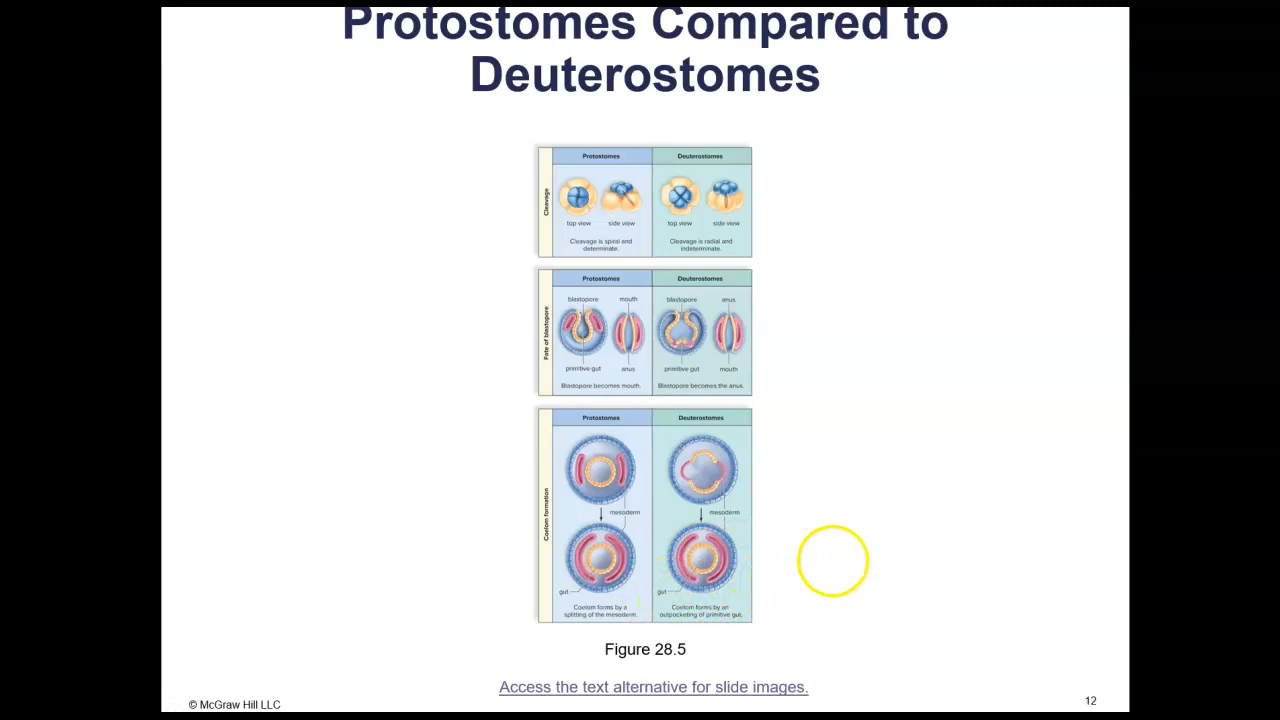 Protostomes Compared to
Deuterostomes
Protostomes Deuterostomes
Cleavage
top view side view top view side view
Cleavage is spiral and
determinate.
Cleavage is radial and
indeterminate.
Protostomes Deuterostomes
Fate of blastopore
blastopore mouth blastopore anus
primitive gut anus primitive gut mouth
Blastopore becomes mouth. Blastopore becomes the anus.
Protostomes Deuterostomes
Coelom formation
mesoderm mesoderm
gut gut
Coelom forms by a
splitting of the mesoderm.
Coelom forms by an
outpocketing of primitive gut.
Figure 28.5
Access the text alternative for slide images.
© McGraw Hill LLC
12